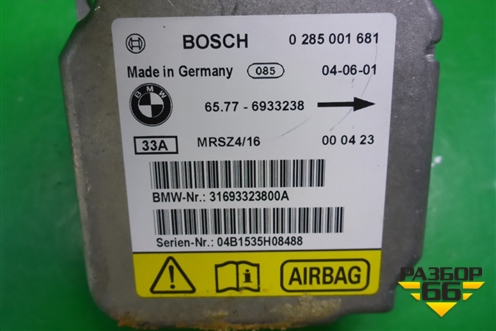 BOSCH 0 285 001 681
Made in Germany 085 04-06-01
BMW 65.77 - 6933238
33A MRSZ4/16 00 04 23
BMW-Nr.: 31693323800A
Serien-Nr.: 04B1535H08488
AIRBAG
РАЗБОР
66